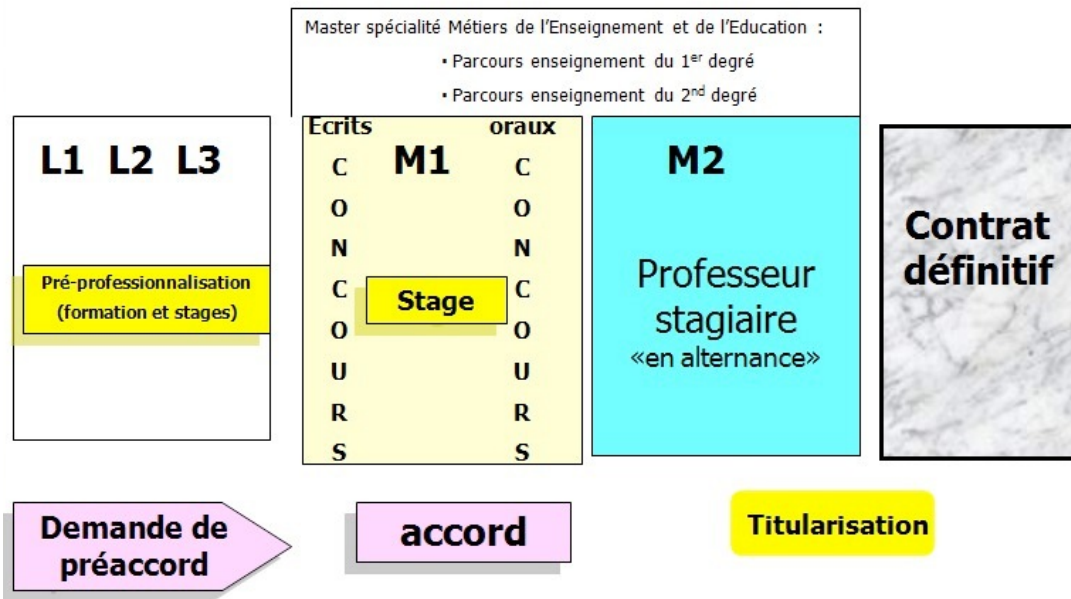 Master spécialité Métiers de l'Enseignement et de l'Education :
▪ Parcours enseignement du 1er degré
▪ Parcours enseignement du 2nd degré
L1 L2 L3
Pré-professionnalisation
(formation et stages)
Ecrits
CONCOURS
M1
Stage
oraux
CONCOURS
M2
Professeur
stagiaire
«en alternance»
Contrat
définitif
Demande de
préaccord
accord
Titularisation